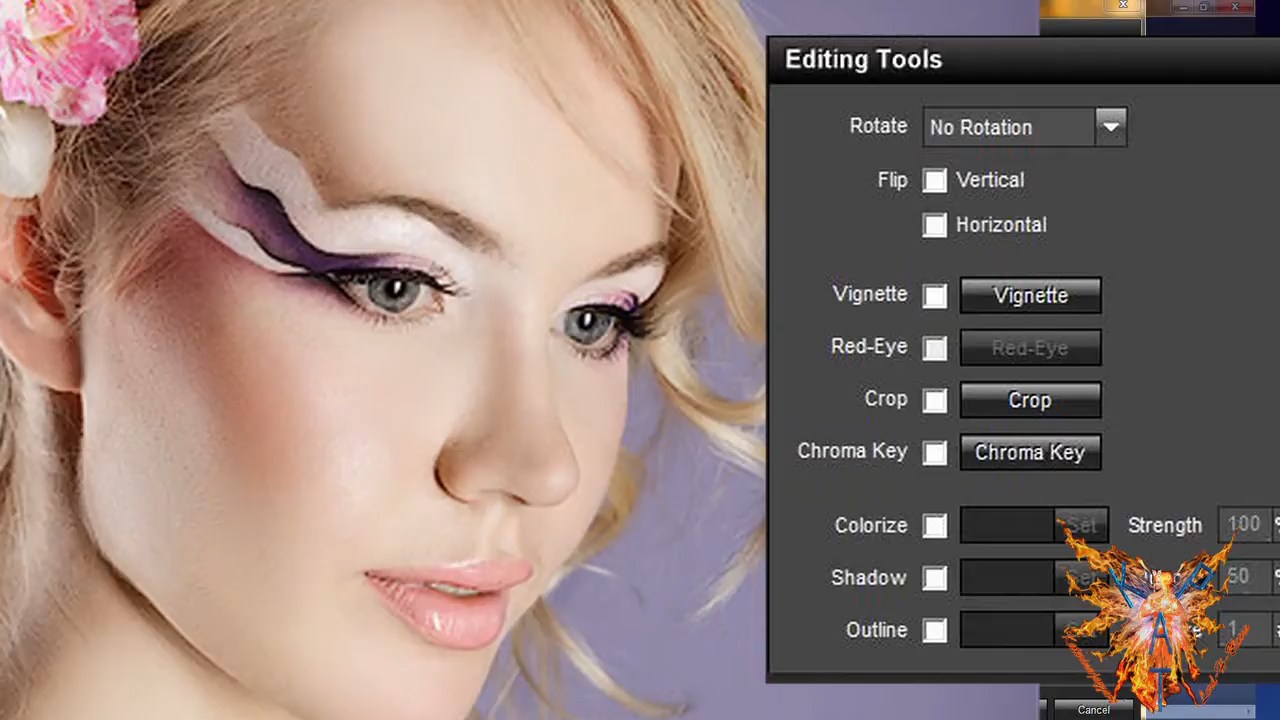 Editing Tools
Rotate No Rotation
Flip Vertical
Horizontal
Vignette Vignette
Red-Eye Red-Eye
Crop Crop
Chroma Key Chroma Key
Colorize Set Strength 100 %
Shadow 50 %
Outline 1
Cancel